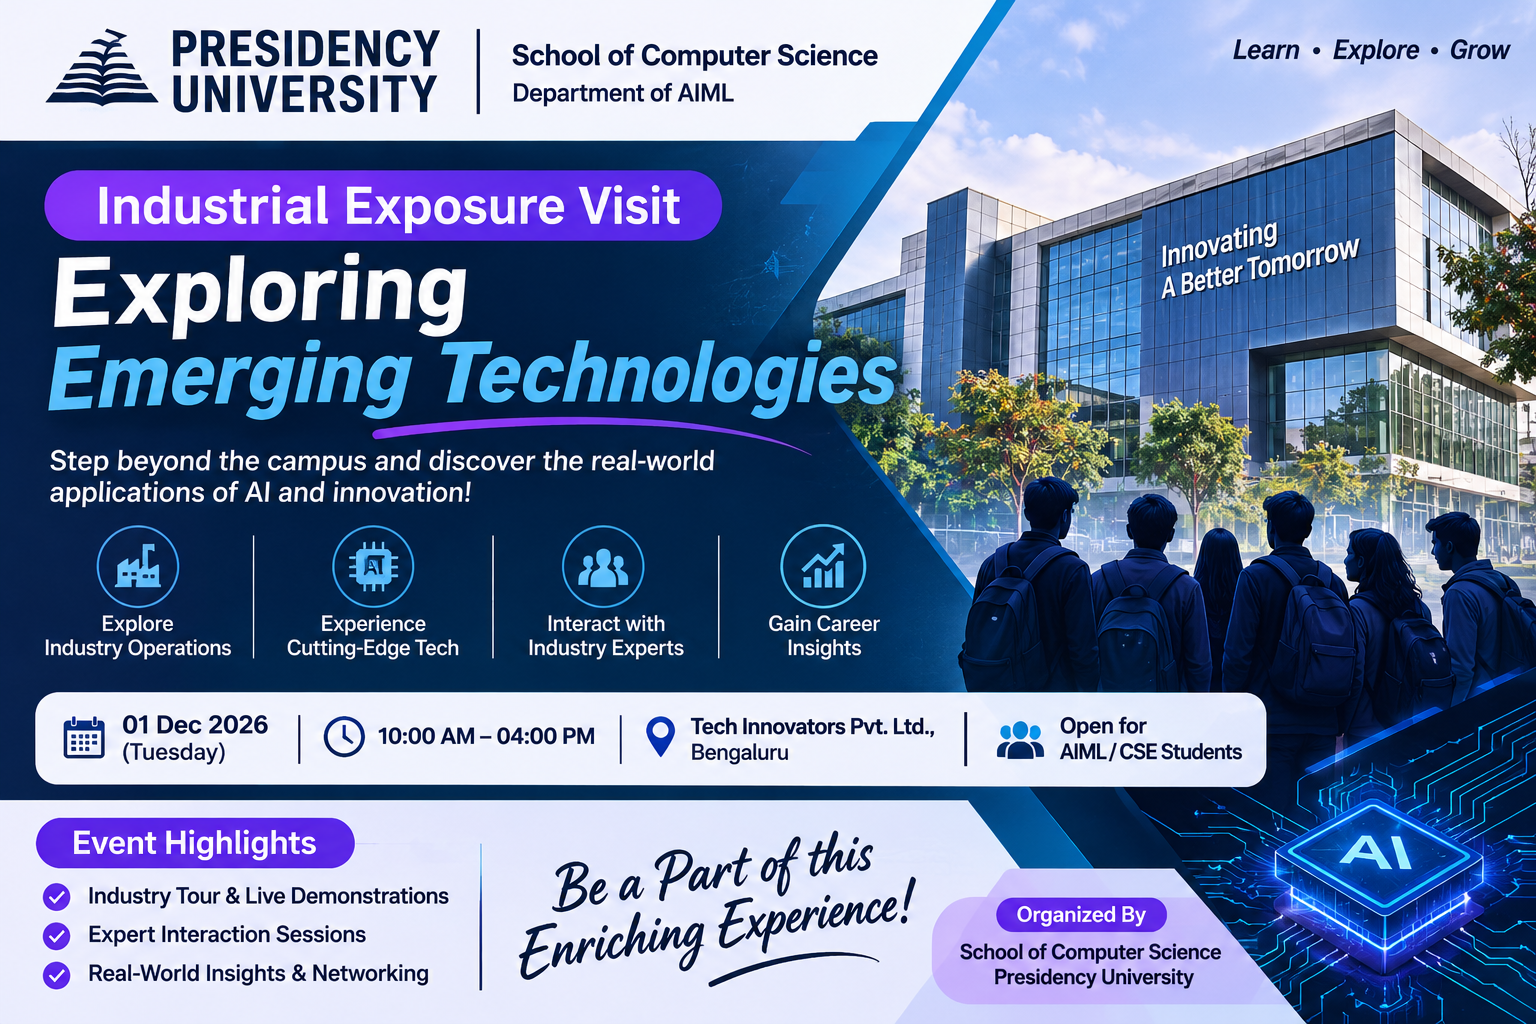 PRESIDENCY
UNIVERSITY
School of Computer Science
Department of AIML
Learn • Explore • Grow
Industrial Exposure Visit
Exploring
Emerging Technologies
Innovating
A Better Tomorrow
Step beyond the campus and discover the real-world
applications of AI and innovation!
AI
Explore
Industry Operations
Experience
Cutting-Edge Tech
Interact with
Industry Experts
Gain Career
Insights
01 Dec 2026
(Tuesday)
10:00 AM – 04:00 PM
Tech Innovators Pvt. Ltd.,
Bengaluru
Open for
AIML / CSE Students
Event Highlights
Industry Tour & Live Demonstrations
Expert Interaction Sessions
Real-World Insights & Networking
Be a Part of this
Enriching Experience!
Organized By
School of Computer Science
Presidency University
AI